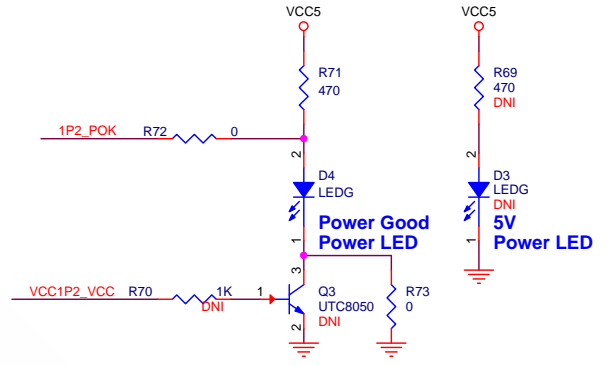 VCC5
VCC5
R71
470
R69
470
DNI
1P2_POK
R72
0
2
2
D4
LEDG
D3
LEDG
DNI
Power Good
Power LED
5V
Power LED
1
1
3
VCC1P2_VCC
R70
1K
DNI
1
Q3
UTC8050
DNI
R73
0
2